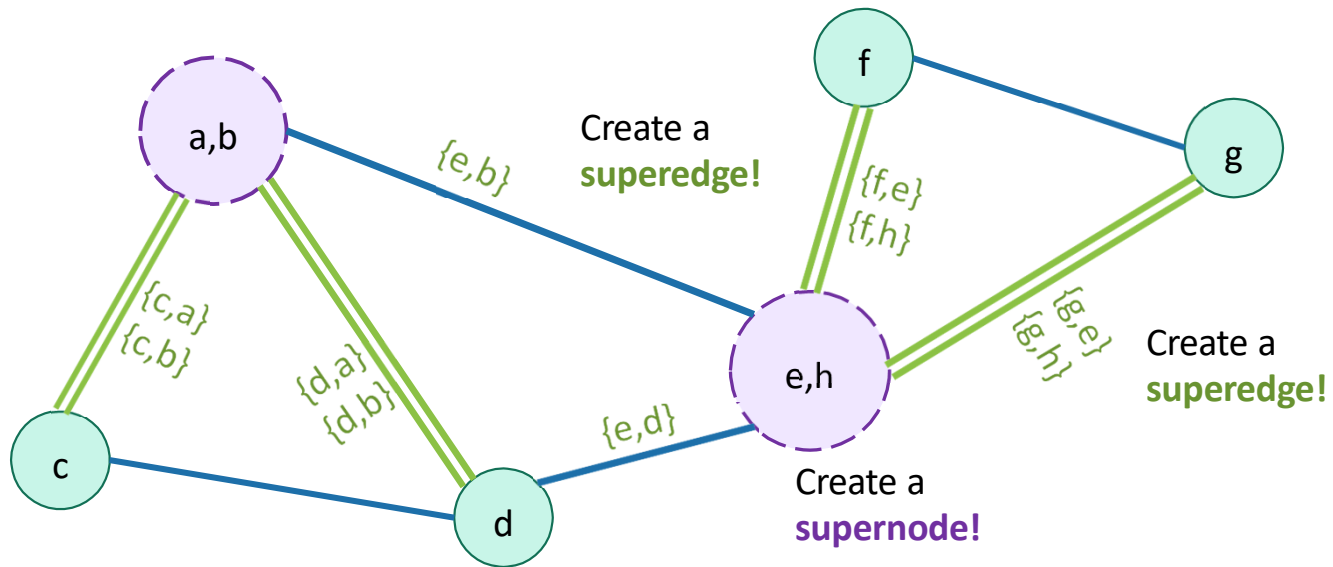 f
Create a
superedge!
a,b
{e,b}
g
{f,e}
{f,h}
{c,a}
{c,b}
{d,a}
{d,b}
{g,e}
{g,h}
Create a
superedge!
e,h
{e,d}
c
Create a
supernode!
d